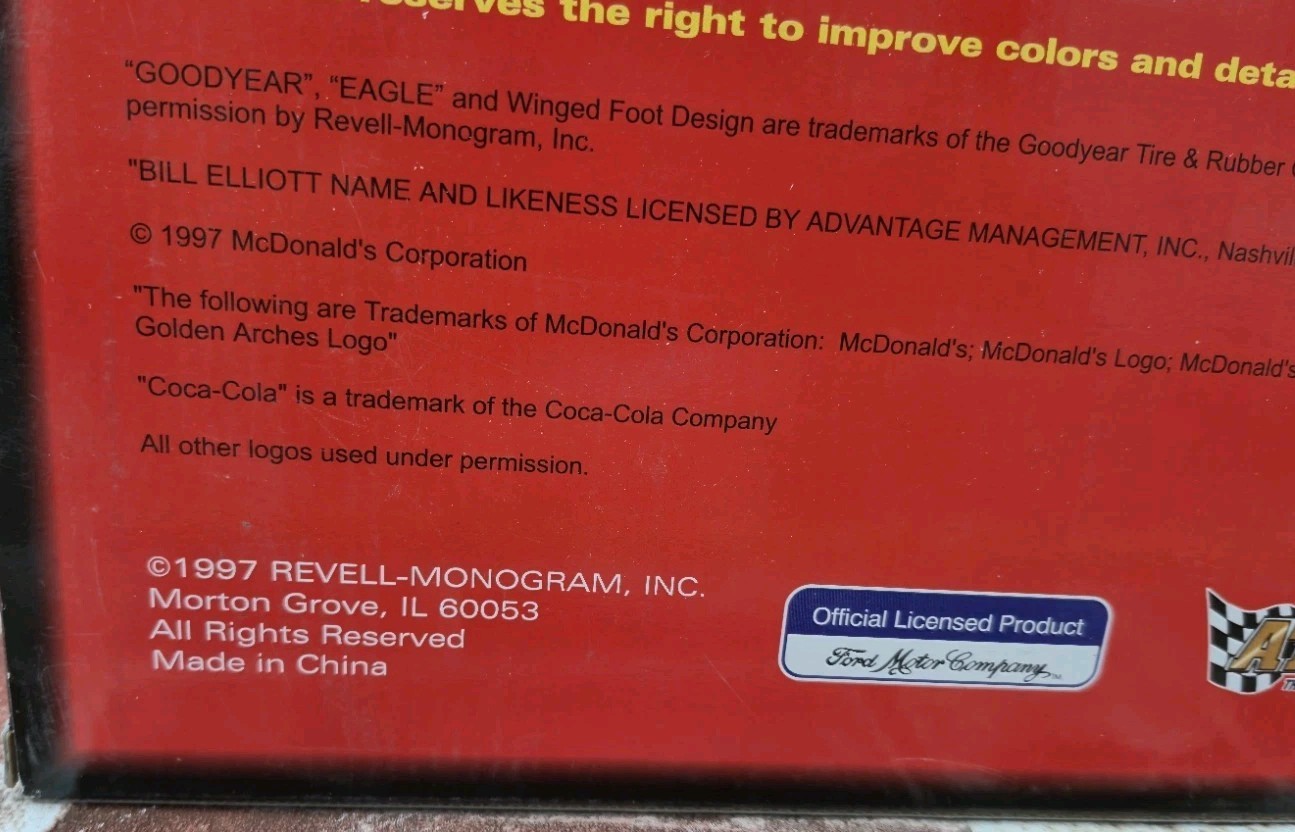 the right to improve colors and
“GOODYEAR”, “EAGLE” and Winged Foot Design are trademarks of the Goodyear Tire & Rubber
permission by Revell-Monogram, Inc.
"BILL ELLIOTT NAME AND LIKENESS LICENSED BY ADVANTAGE MANAGEMENT, INC.,
© 1997 McDonald's Corporation
"The following are Trademarks of McDonald's Corporation: McDonald's; McDonald's Logo; McDonald's
Golden Arches Logo"
"Coca-Cola" is a trademark of the Coca-Cola Company
All other logos used under permission.
©1997 REVELL-MONOGRAM, INC.
Morton Grove, IL 60053
All Rights Reserved
Made in China
Official Licensed Product
Ford Motor Company™